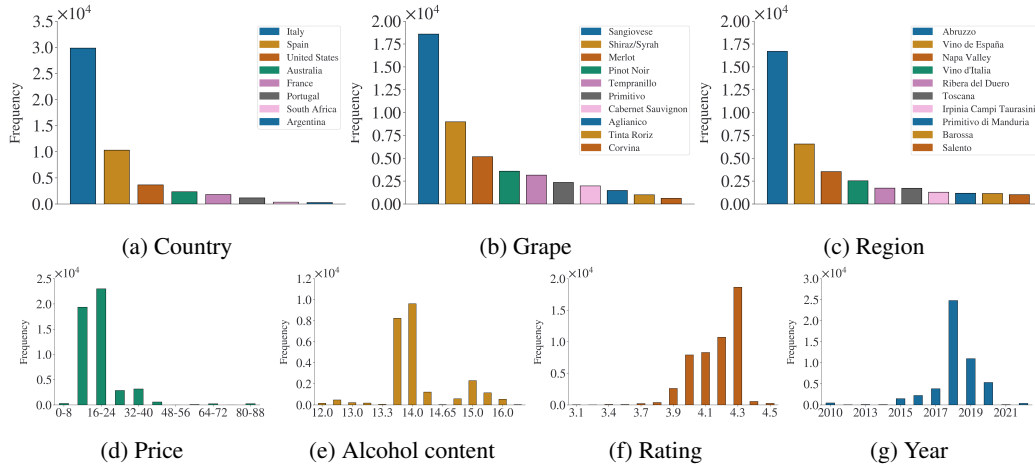 ×10⁴
3.5
3.0
2.5
2.0
1.5
1.0
0.5
0.0
Frequency
Italy
Spain
United States
Australia
France
Portugal
South Africa
Argentina
(a) Country
×10⁴
2.00
1.75
1.50
1.25
1.00
0.75
0.50
0.25
0.00
Frequency
Sangiovese
Shiraz/Syrah
Merlot
Pinot Noir
Tempranillo
Primitivo
Cabernet Sauvignon
Aglianico
Tinta Roriz
Corvina
(b) Grape
×10⁴
2.00
1.75
1.50
1.25
1.00
0.75
0.50
0.25
0.00
Frequency
Abruzzo
Vino de España
Napa Valley
Vino d'Italia
Ribera del Duero
Toscana
Irpinia Campi Taurasini
Primitivo di Manduria
Barossa
Salento
(c) Region
×10⁴
2.5
2.0
1.5
1.0
0.5
0.0
Frequency
0-8 16-24 32-40 48-56 64-72 80-88
(d) Price
×10⁴
1.2
1.0
0.8
0.6
0.4
0.2
0.0
Frequency
12.0 13.0 13.3 14.0 14.65 15.0 16.0
(e) Alcohol content
×10⁴
2.0
1.5
1.0
0.5
0.0
Frequency
3.1 3.4 3.7 3.9 4.1 4.3 4.5
(f) Rating
×10⁴
3.0
2.5
2.0
1.5
1.0
0.5
0.0
Frequency
2010 2013 2015 2017 2019 2021
(g) Year